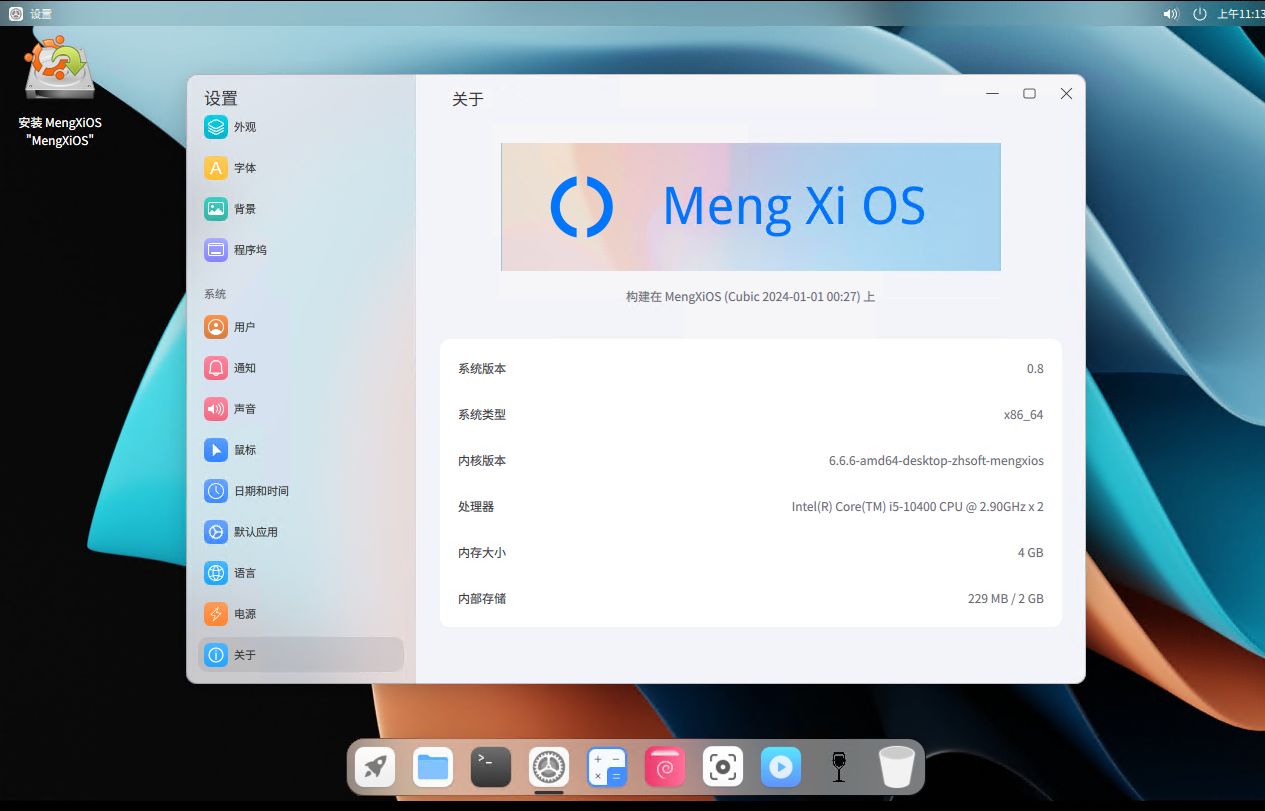 设置
上午11:13
安装 MengXiOS
"MengXiOS"
设置
外观
字体
背景
程序坞
系统
用户
通知
声音
鼠标
日期和时间
默认应用
语言
电源
关于
关于
Meng Xi OS
构建在 MengXiOS (Cubic 2024-01-01 00:27) 上
系统版本 0.8
系统类型 x86_64
内核版本 6.6.6-amd64-desktop-zhsoft-mengxios
处理器 Intel(R) Core(TM) i5-10400 CPU @ 2.90GHz x 2
内存大小 4 GB
内部存储 229 MB / 2 GB